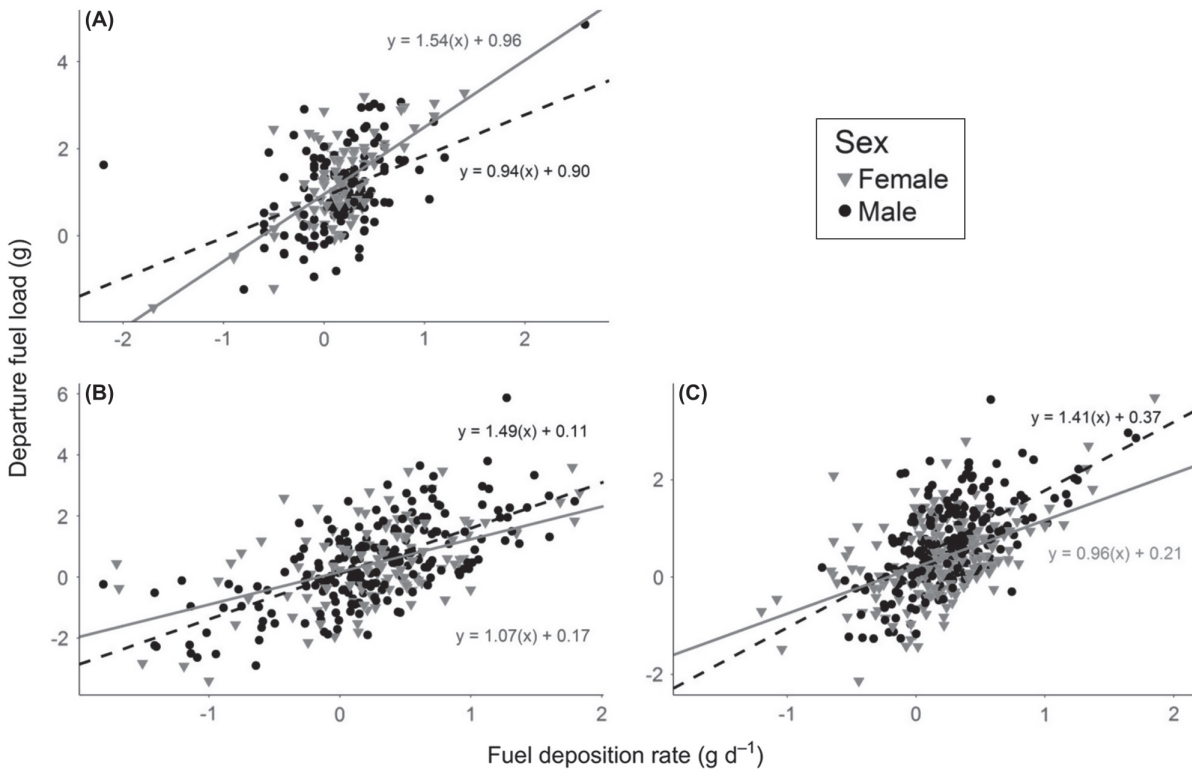 (A)
y = 1.54(x) + 0.96
y = 0.94(x) + 0.90
4
2
0
-2 -1 0 1 2
Sex
Female
Male
Departure fuel load (g)
(B)
y = 1.49(x) + 0.11
y = 1.07(x) + 0.17
6
4
2
0
-2
-1 0 1 2
(C)
y = 1.41(x) + 0.37
y = 0.96(x) + 0.21
2
0
-2
-1 0 1 2
Fuel deposition rate (g d⁻¹)